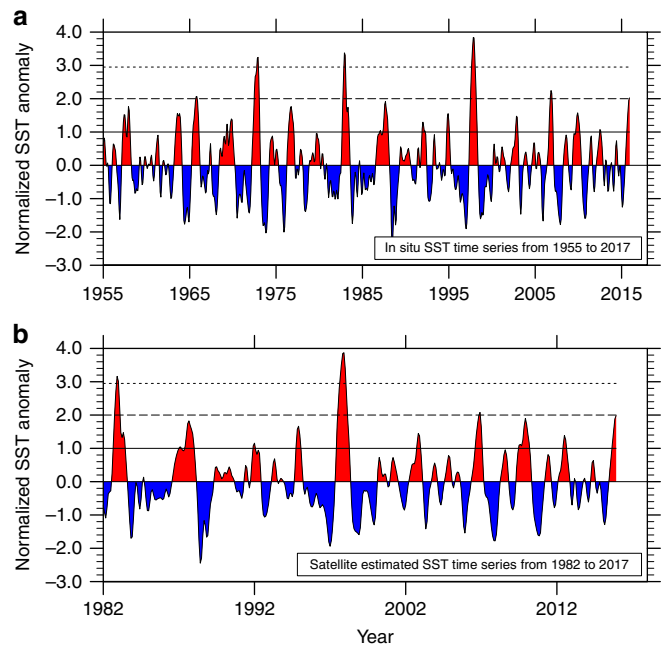 a
4.0
3.0
2.0
1.0
0.0
–1.0
–2.0
–3.0
Normalized SST anomaly
In situ SST time series from 1955 to 2017
1955 1965 1975 1985 1995 2005 2015
b
4.0
3.0
2.0
1.0
0.0
–1.0
–2.0
–3.0
Normalized SST anomaly
Satellite estimated SST time series from 1982 to 2017
1982 1992 2002 2012
Year